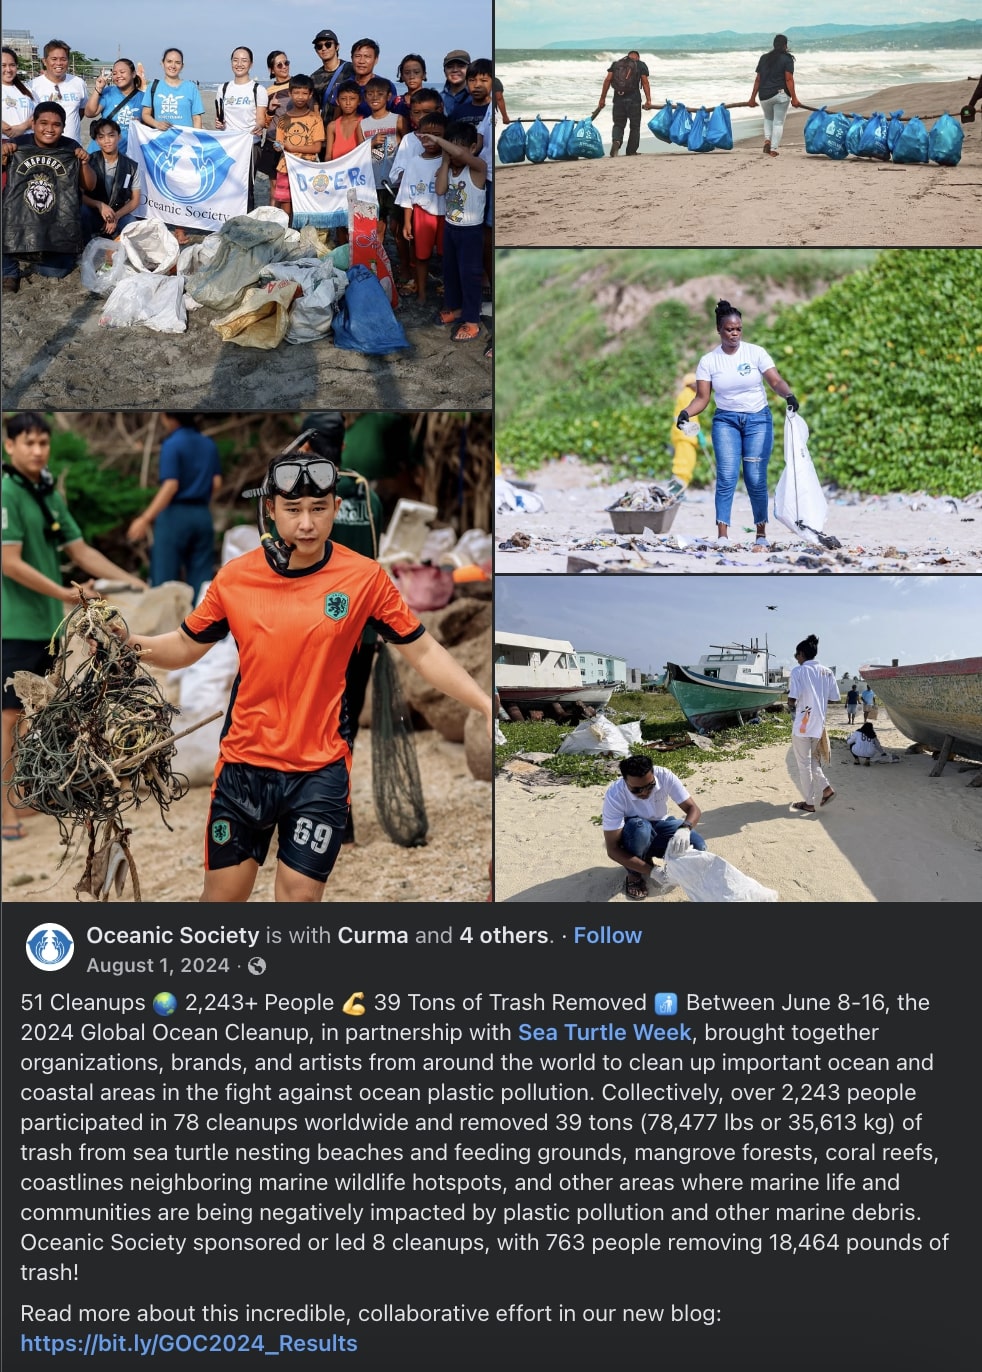 MAPOGOS
Oceanic Society
69
Oceanic Society is with Curma and 4 others. · Follow
August 1, 2024 ·
51 Cleanups 🌏 2,243+ People 💪 39 Tons of Trash Removed 🚮 Between June 8-16, the
2024 Global Ocean Cleanup, in partnership with Sea Turtle Week, brought together
organizations, brands, and artists from around the world to clean up important ocean and
coastal areas in the fight against ocean plastic pollution. Collectively, over 2,243 people
participated in 78 cleanups worldwide and removed 39 tons (78,477 lbs or 35,613 kg) of
trash from sea turtle nesting beaches and feeding grounds, mangrove forests, coral reefs,
coastlines neighboring marine wildlife hotspots, and other areas where marine life and
communities are being negatively impacted by plastic pollution and other marine debris.
Oceanic Society sponsored or led 8 cleanups, with 763 people removing 18,464 pounds of
trash!
Read more about this incredible, collaborative effort in our new blog:
https://bit.ly/GOC2024_Results